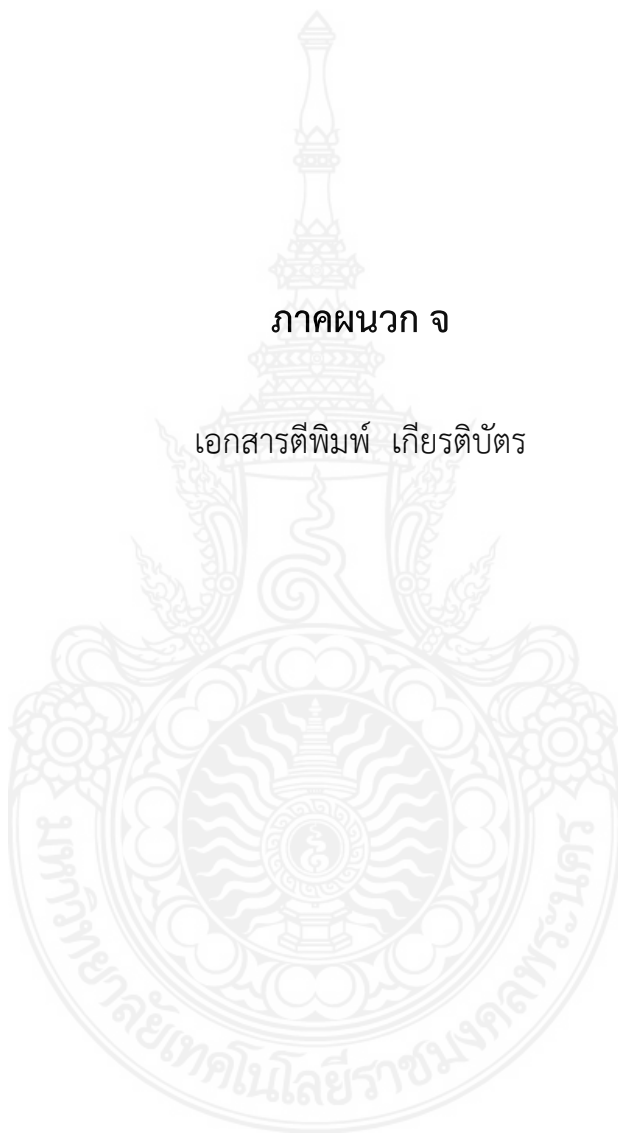 ภาคผนวก จ
เอกสารตีพิมพ์ เกียรติบัตร
มหาวิทยาลัยเทคโนโลยีราชมงคลพระนคร